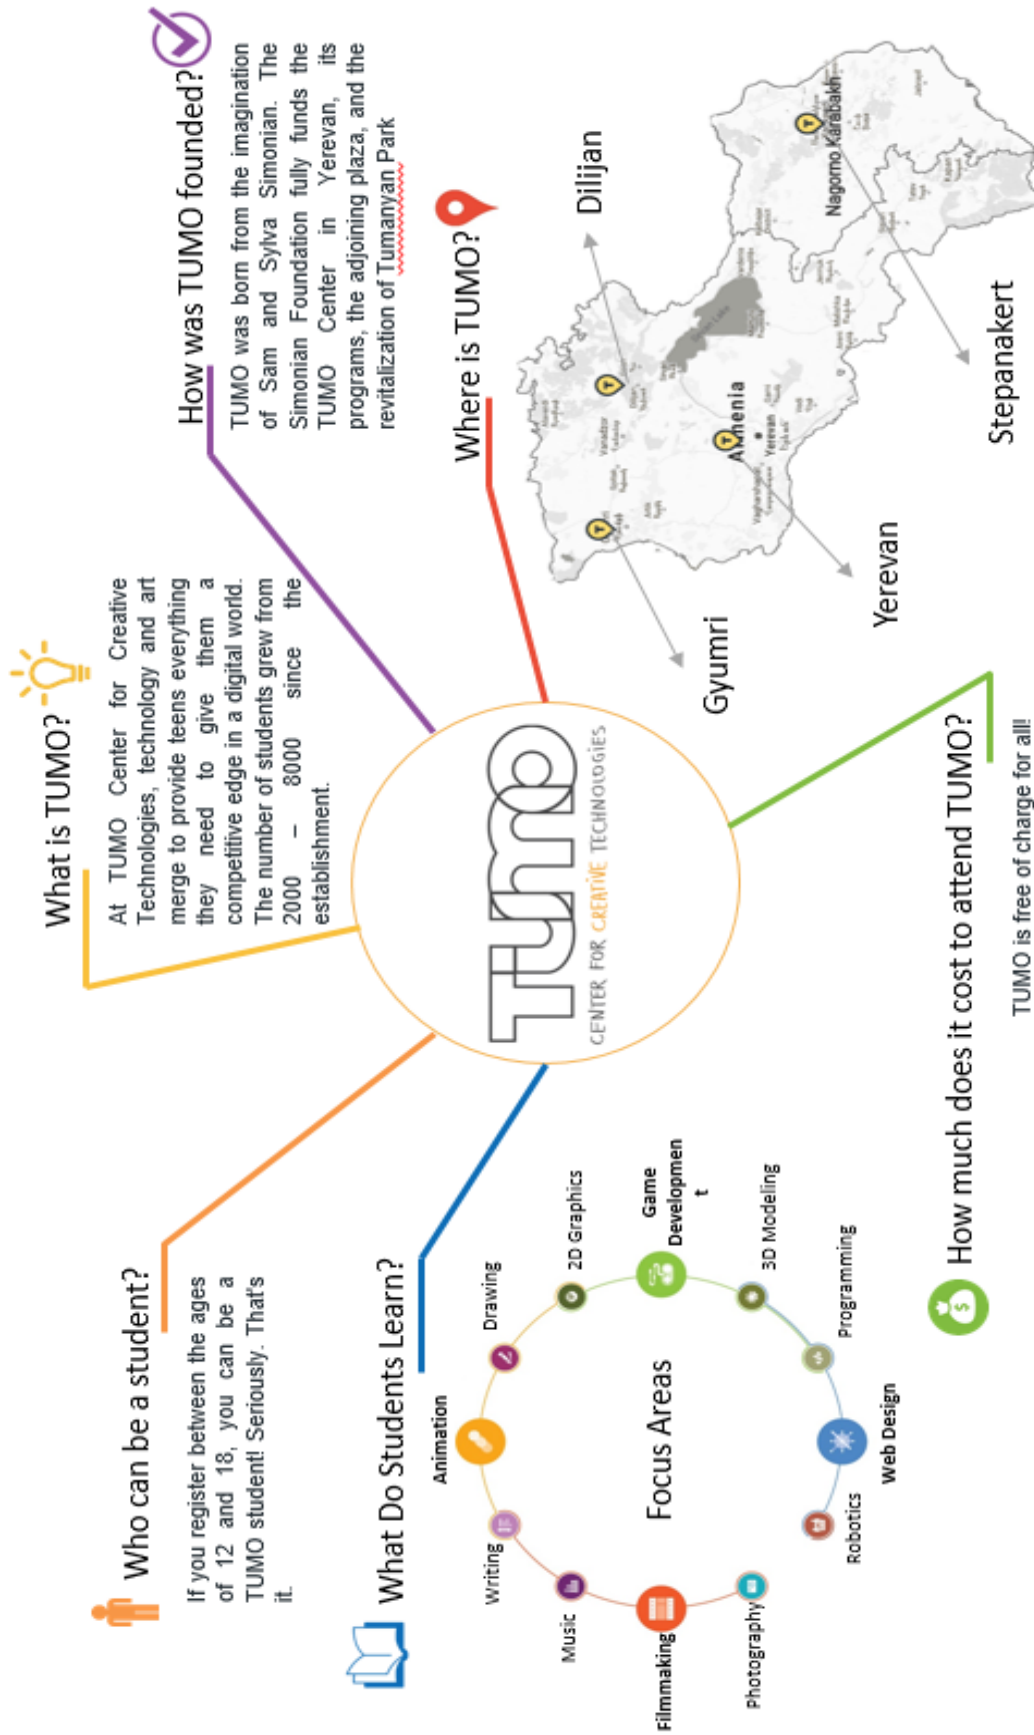 What is TUMO?
At TUMO Center for Creative
Technologies, technology and art
merge to provide teens everything
they need to give them a
competitive edge in a digital world.
The number of students grew from
2000 – 8000 since the
establishment.
How was TUMO founded?
TUMO was born from the imagination
of Sam and Sylva Simonian. The
Simonian Foundation fully funds the
TUMO Center in Yerevan, its
programs, the adjoining plaza, and the
revitalization of Tumanyan Park
Who can be a student?
If you register between the ages
of 12 and 18, you can be a
TUMO student! Seriously. That's
it.
What Do Students Learn?
Focus Areas
Animation
Drawing
2D Graphics
Game
Developmen
t
3D Modeling
Programming
Web Design
Robotics
Writing
Music
Filmmaking
Photography
TUMO
CENTER FOR CREATIVE TECHNOLOGIES
Where is TUMO?
Dilijan
Gyumri
Yerevan
Stepanakert
Vanadzor
Yerevan
Nagorno Karabakh
How much does it cost to attend TUMO?
TUMO is free of charge for all!